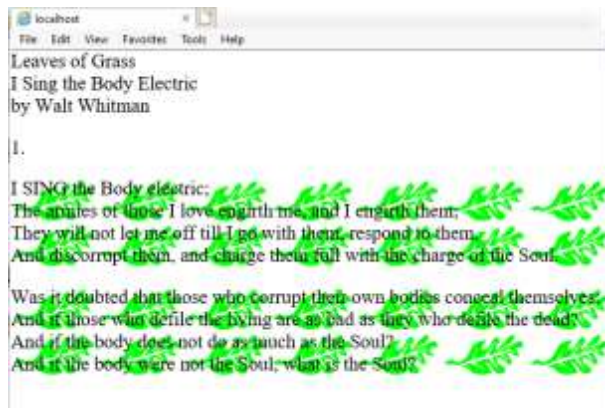 localhost ×
File Edit View Favorites Tools Help
Leaves of Grass
I Sing the Body Electric
by Walt Whitman
1.
I SING the Body electric;
The armies of those I love engirth me, and I engirth them;
They will not let me off till I go with them, respond to them,
And discorrupt them, and charge them full with the charge of the Soul.
Was it doubted that those who corrupt their own bodies conceal themselves;
And if those who defile the living are as bad as they who defile the dead?
And if the body does not do as much as the Soul?
And if the body were not the Soul, what is the Soul?